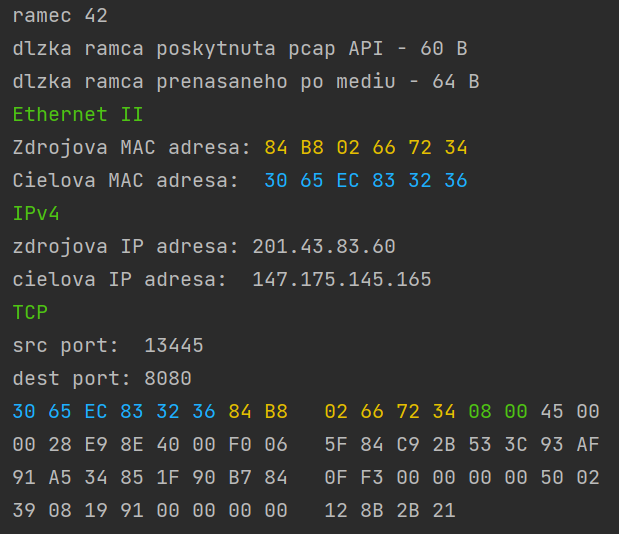 ramec 42
dlzka ramca poskytnuta pcap API - 60 B
dlzka ramca prenasaneho po mediu - 64 B
Ethernet II
Zdrojova MAC adresa: 84 B8 02 66 72 34
Cielova MAC adresa:  30 65 EC 83 32 36
IPv4
zdrojova IP adresa: 201.43.83.60
cielova IP adresa:  147.175.145.165
TCP
src port:  13445
dest port: 8080
30 65 EC 83 32 36 84 B8   02 66 72 34 08 00 45 00
00 28 E9 8E 40 00 F0 06   5F 84 C9 2B 53 3C 93 AF
91 A5 34 85 1F 90 B7 84   0F F3 00 00 00 00 50 02
39 08 19 91 00 00 00 00   12 8B 2B 21